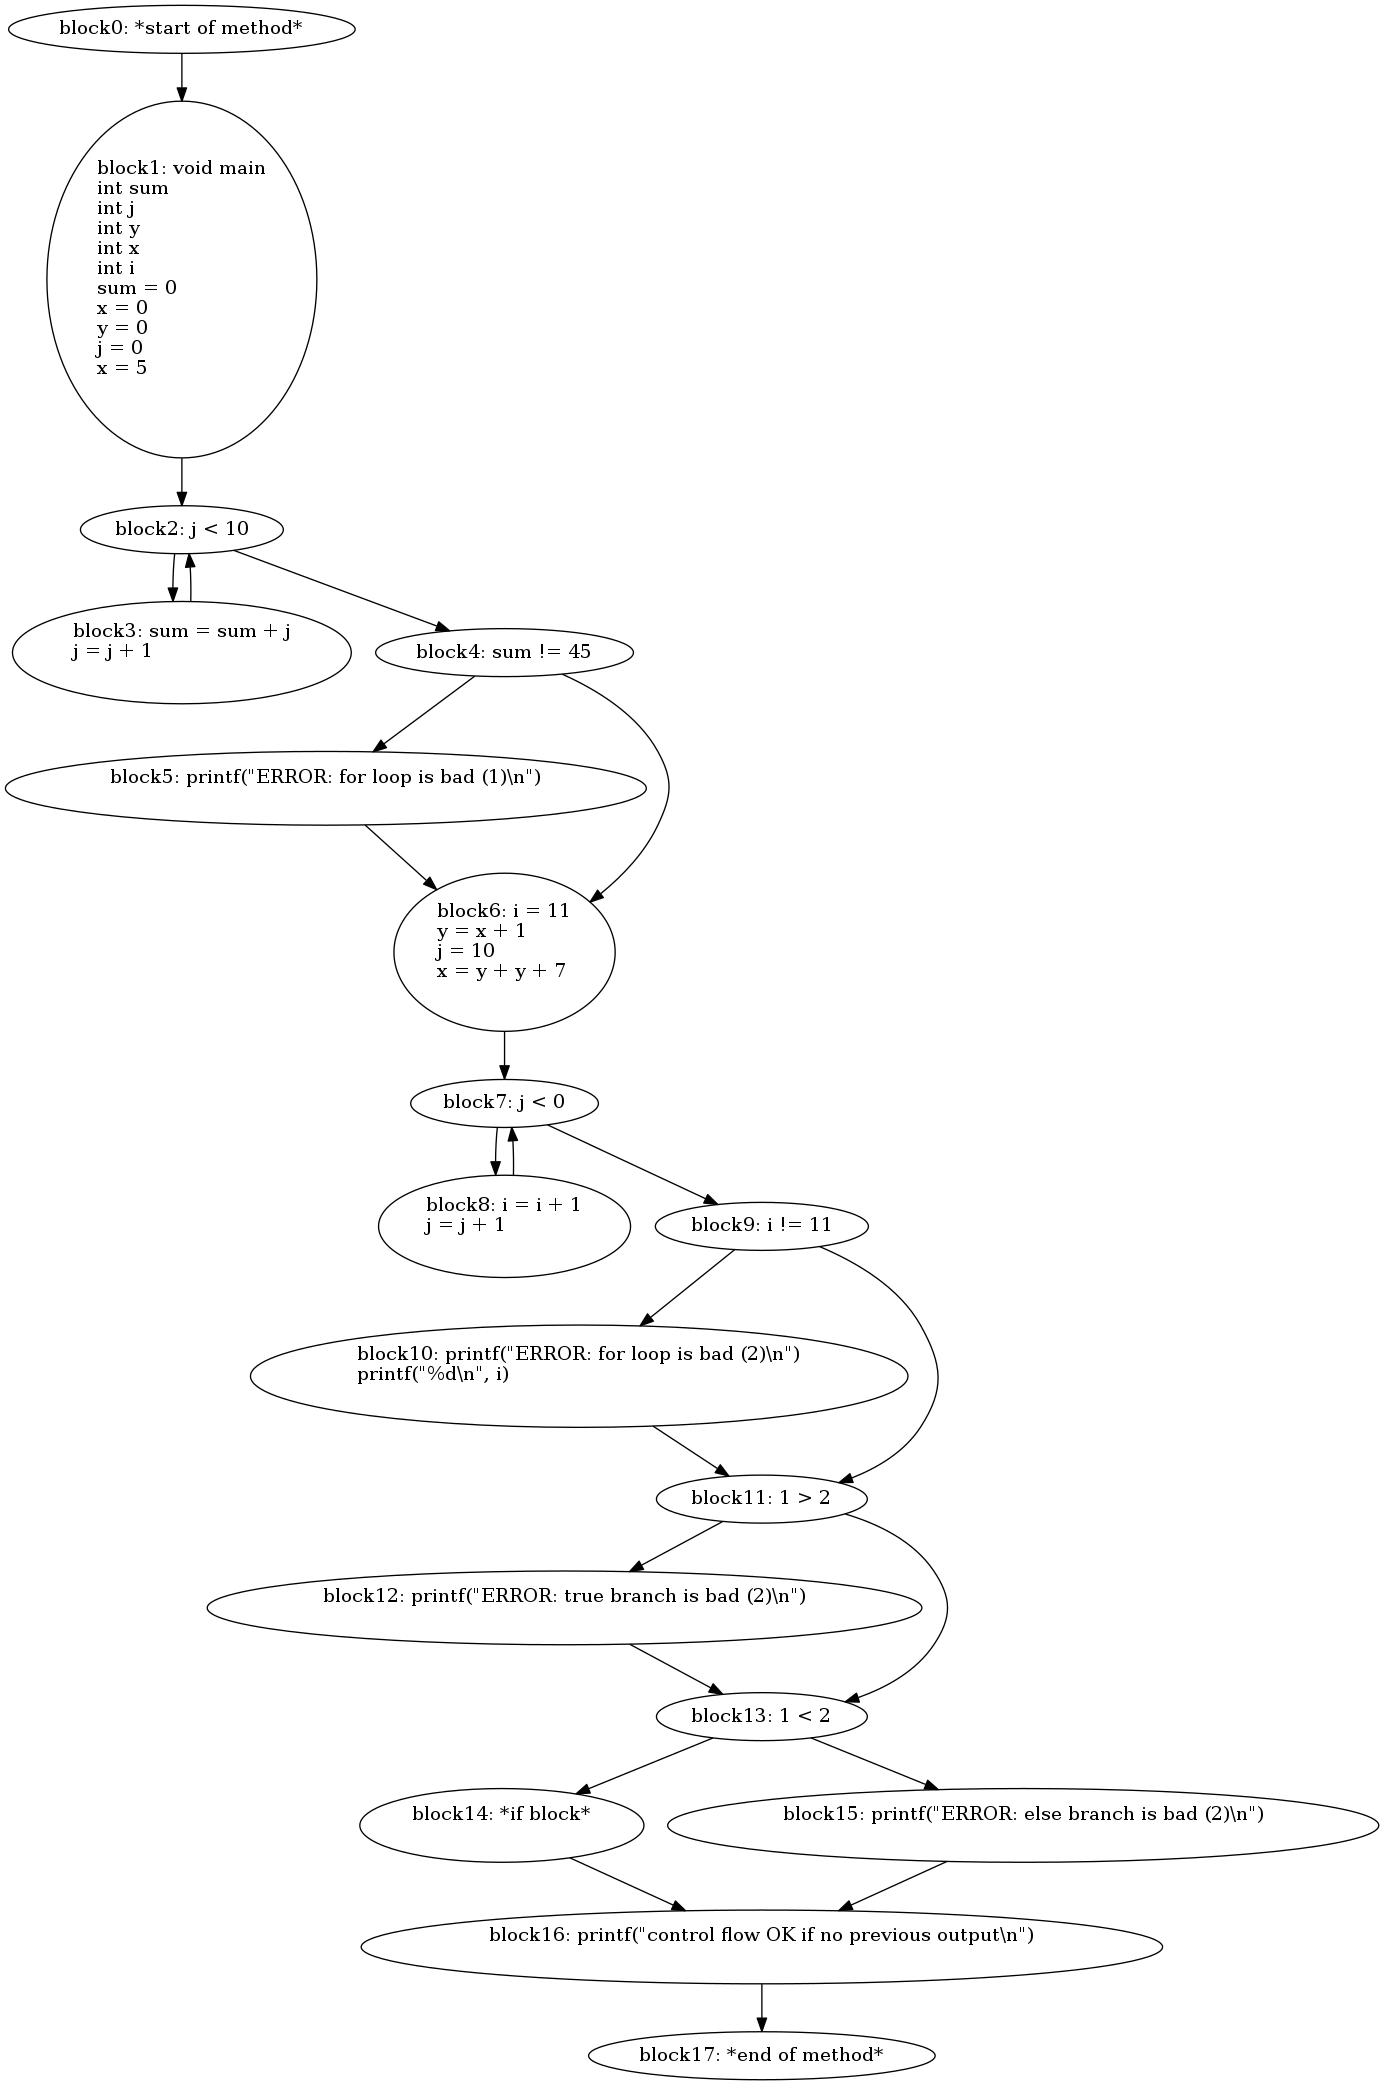 block0: *start of method*
block1: void main
int sum
int j
int y
int x
int i
sum = 0
x = 0
y = 0
j = 0
x = 5
block2: j < 10
block3: sum = sum + j
j = j + 1
block4: sum != 45
block5: printf("ERROR: for loop is bad (1)\n")
block6: i = 11
y = x + 1
j = 10
x = y + y + 7
block7: j < 0
block8: i = i + 1
j = j + 1
block9: i != 11
block10: printf("ERROR: for loop is bad (2)\n")
printf("%d\n", i)
block11: 1 > 2
block12: printf("ERROR: true branch is bad (2)\n")
block13: 1 < 2
block14: *if block*
block15: printf("ERROR: else branch is bad (2)\n")
block16: printf("control flow OK if no previous output\n")
block17: *end of method*